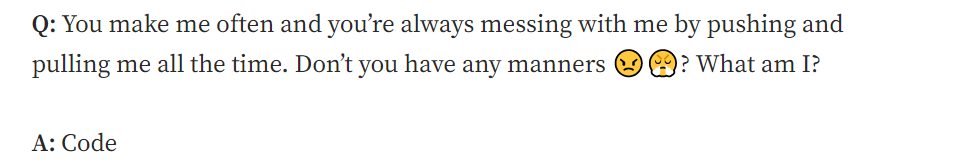 Q: You make me often and you’re always messing with me by pushing and
pulling me all the time. Don’t you have any manners 😠😤? What am I?
A: Code